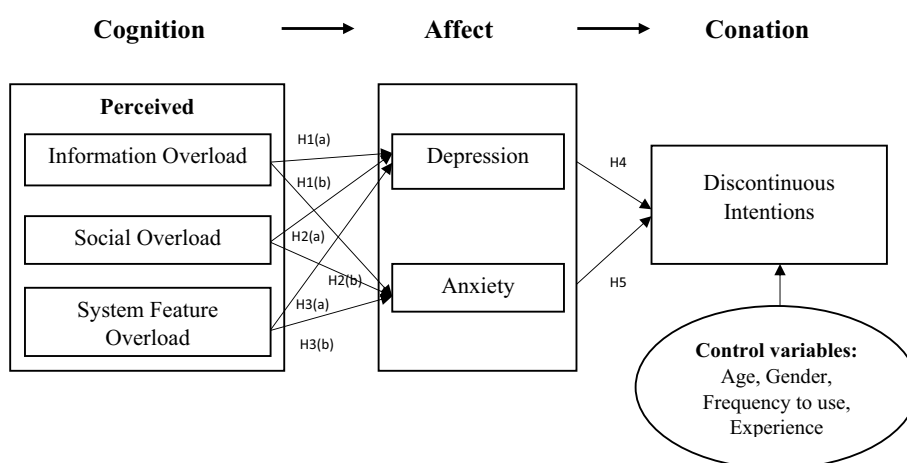 Cognition
Affect
Conation
Perceived
Information Overload
Social Overload
System Feature
Overload
H1(a)
H1(b)
H2(a)
H2(b)
H3(a)
H3(b)
Depression
Anxiety
H4
H5
Discontinuous
Intentions
Control variables:
Age, Gender,
Frequency to use,
Experience